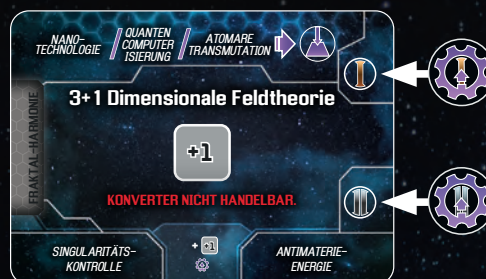 NANO-
TECHNOLOGIE
QUANTEN
COMPUTER
ISIERUNG
ATOMARE
TRANSMUTATION
3+1 Dimensionale Feldtheorie
FRAKTAL-HARMONIE
+1
KONVERTER NICHT HANDELBAR.
SINGULARITÄTS-
KONTROLLE
+ +1
ANTIMATERIE-
ENERGIE